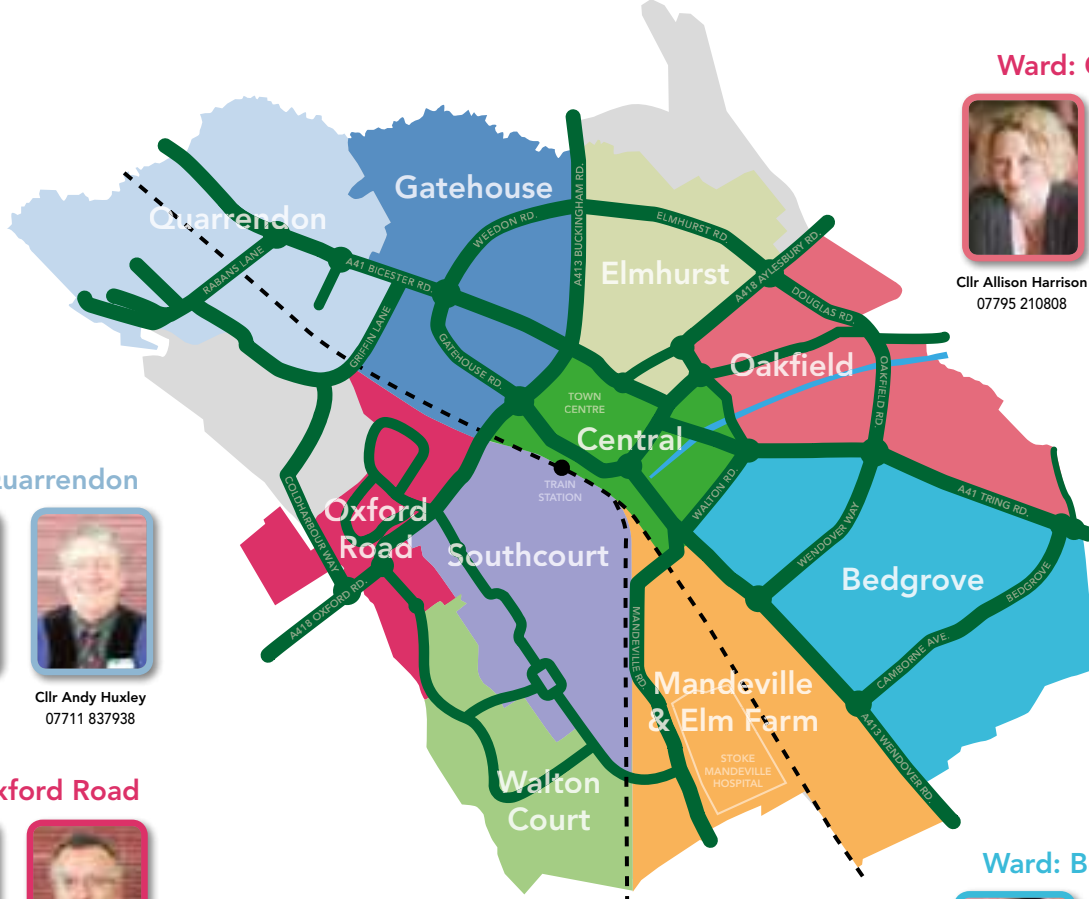 Ward:
Cllr Allison Harrison
07795 210808
Gatehouse
Quarrendon
Elmhurst
Oakfield
Central
Oxford
Road
Southcourt
Bedgrove
Mandeville
& Elm Farm
Walton
Court
TOWN
CENTRE
TRAIN
STATION
STOKE
MANDEVILLE
HOSPITAL
WEEDON RD.
A413 BUCKINGHAM RD.
ELMHURST RD.
A418 AYLESBURY RD.
DOUGLAS RD
OAKFIELD RD.
RABANS LANE
A41 BICESTER RD.
GRIFFIN LANE
GATEHOUSE RD.
COLDHARBOUR WAY
A418 OXFORD RD.
WALTON RD.
WENDOVER WAY
A41 TRING RD.
BEDGROVE
CAMBORNE AVE.
A413 WENDOVER RD.
MANDEVILLE RD.
uarrendon
Cllr Andy Huxley
07711 837938
xford Road
Ward: B